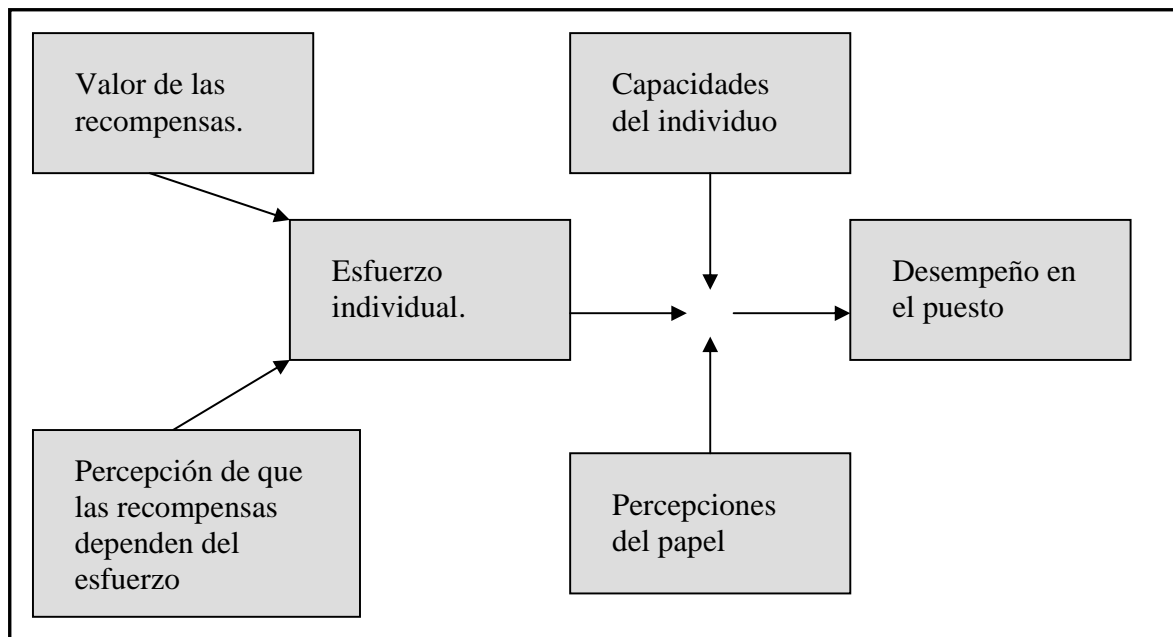 Valor de las
recompensas.
Capacidades
del individuo
Esfuerzo
individual.
Desempeño en
el puesto
Percepción de que
las recompensas
dependen del
esfuerzo
Percepciones
del papel